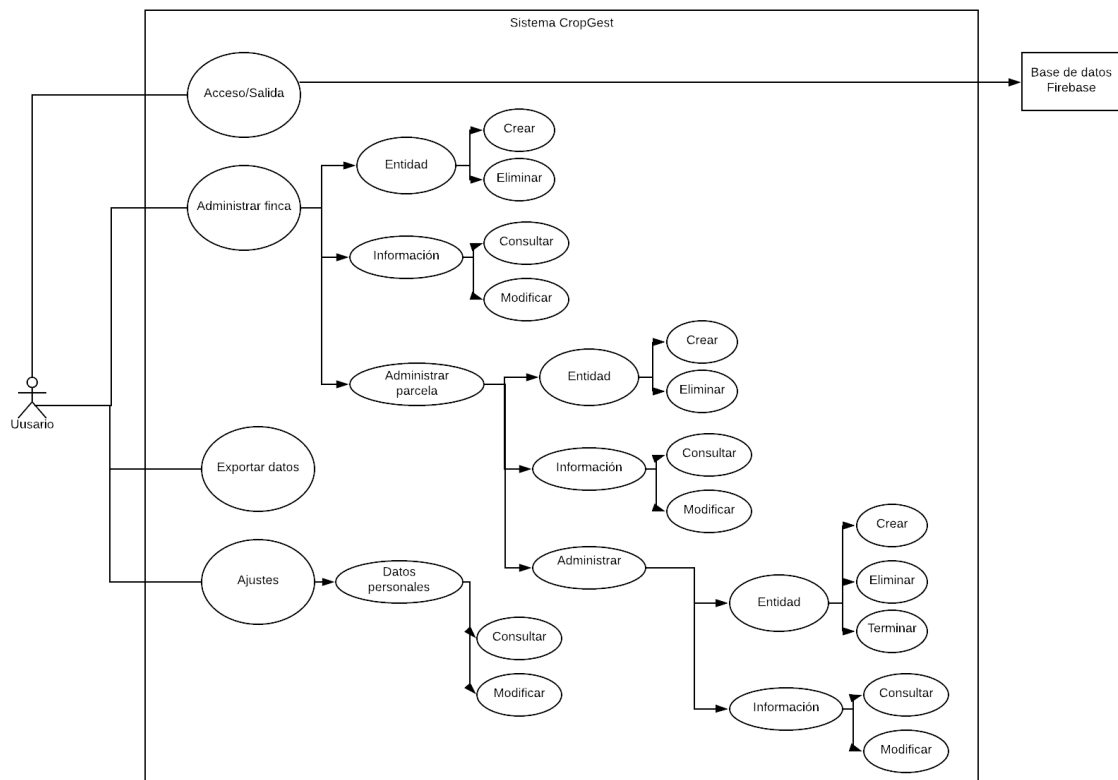 Sistema CropGest
Acceso/Salida
Base de datos
Firebase
Crear
Entidad
Eliminar
Administrar finca
Consultar
Información
Modificar
Crear
Administrar
parcela
Entidad
Eliminar
Uusario
Consultar
Exportar datos
Información
Modificar
Crear
Administrar
Datos
personales
Ajustes
Eliminar
Entidad
Terminar
Consultar
Modificar
Consultar
Información
Modificar